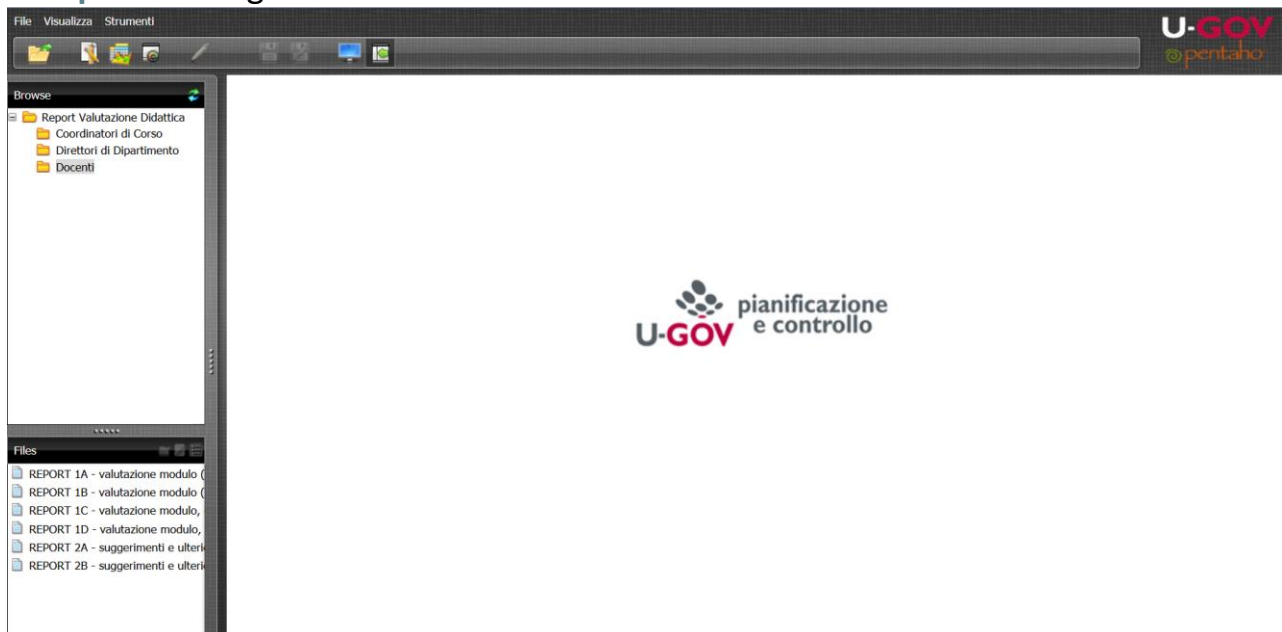 File Visualizza Strumenti
U-GOV
pentaho
Browse
Report Valutazione Didattica
Coordinatori di Corso
Direttori di Dipartimento
Docenti
U-GOV pianificazione
e controllo
Files
REPORT 1A - valutazione modulo (
REPORT 1B - valutazione modulo (
REPORT 1C - valutazione modulo,
REPORT 1D - valutazione modulo,
REPORT 2A - suggerimenti e ulteri
REPORT 2B - suggerimenti e ulteri